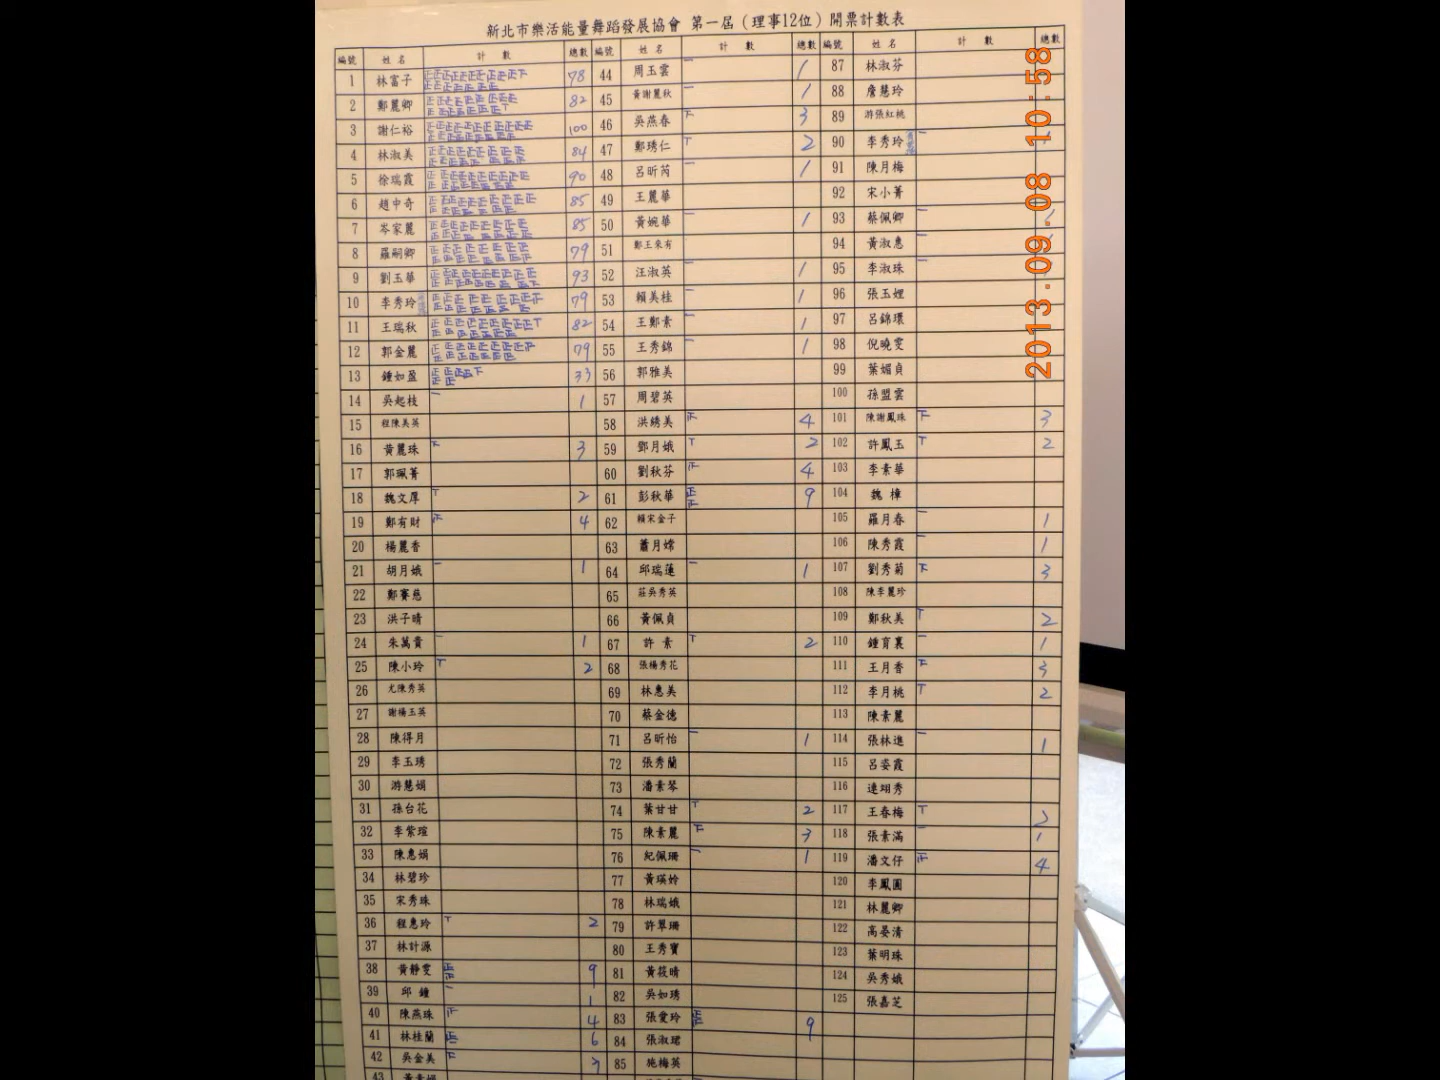 新北市樂活能量舞蹈發展協會 第一屆（理事12位）開票計數表
編號 姓名 計數 總數 編號 姓名 計數 總數 編號 姓名 計數 總數
1 林富子 78 44 周玉雲 1 87 林淑芬
2 鄭麗卿 82 45 黃謝麗秋 1 88 詹慧玲
3 謝仁裕 100 46 吳燕春 3 89 游張紅桃
4 林淑美 84 47 鄭琇仁 2 90 李秀玲
5 徐瑞霞 90 48 呂昕芮 1 91 陳月梅
6 趙中奇 85 49 王麗華 92 宋小菁
7 岑家麗 85 50 黃婉華 1 93 蔡佩卿
8 羅嗣卿 79 51 鄭王來有 94 黃淑惠
9 劉玉華 93 52 汪淑英 1 95 李淑珠
10 李秀玲 79 53 賴美桂 1 96 張玉娌
11 王瑞秋 82 54 王鄭素 1 97 呂錦環
12 郭金麗 79 55 王秀錦 1 98 倪曉雯
13 鍾如盈 33 56 郭雅美 99 葉媚貞
14 吳起枝 1 57 周碧英 100 孫盟雲
15 程陳美英 58 洪綉美 4 101 陳謝鳳珠 3
16 黃麗珠 3 59 鄧月娥 2 102 許鳳玉 2
17 郭珮菁 60 劉秋芬 4 103 李素華
18 魏文厚 2 61 彭秋華 9 104 魏樟
19 鄭有財 4 62 賴宋金子 105 羅月春 1
20 楊麗香 63 蕭月嫦 106 陳秀霞 1
21 胡月娥 1 64 邱瑞蓮 1 107 劉秀菊 3
22 鄭賽慈 65 莊吳秀英 108 陳李麗珍
23 洪子晴 66 黃佩貞 109 鄭秋美 2
24 朱萬貴 1 67 許素 2 110 鍾育襄 1
25 陳小玲 2 68 張楊秀花 111 王月香 3
26 尤陳秀英 69 林惠美 112 李月桃 2
27 謝楊玉英 70 蔡金德 113 陳素麗
28 陳得月 71 呂昕怡 1 114 張林進 1
29 李玉琇 72 張秀蘭 115 呂姿霞
30 游慧娟 73 潘素琴 116 連翊秀
31 孫台花 74 葉甘甘 2 117 王春梅 2
32 李紫瑄 75 陳素麗 3 118 張素滿 1
33 陳惠娟 76 紀佩珊 1 119 潘文仔 4
34 林碧珍 77 黃瑛姈 120 李鳳圓
35 宋秀珠 78 林瑞娥 121 林麗卿
36 程惠玲 2 79 許翠珊 122 高晏清
37 林計源 80 王秀寶 123 葉明珠
38 黃靜雯 9 81 黃筱晴 124 吳秀娥
39 邱鍾 1 82 吳如琇 125 張嘉芝
40 陳燕珠 4 83 張愛玲 9
41 林桂蘭 6 84 張淑珺
42 吳金美 3 85 施梅英
43
2013.09.08 10:58